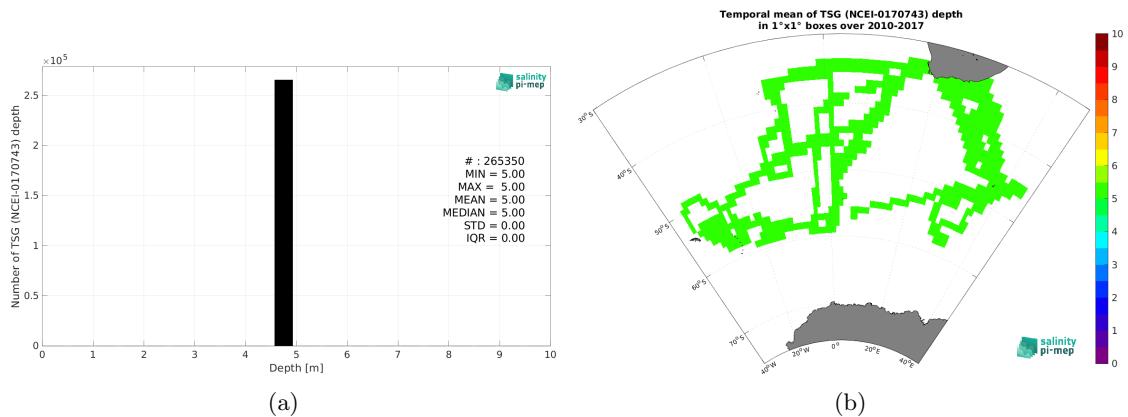 ×10⁵
2.5
2
1.5
1
0.5
0
Number of TSG (NCEI-0170743) depth
salinity
pi-mep
# : 265350
MIN = 5.00
MAX = 5.00
MEAN = 5.00
MEDIAN = 5.00
STD = 0.00
IQR = 0.00
0 1 2 3 4 5 6 7 8 9 10
Depth [m]
(a)
Temporal mean of TSG (NCEI-0170743) depth
in 1°x1° boxes over 2010-2017
30°S
40°S
50°S
60°S
70°S
40°W
20°W
0°
20°E
40°E
salinity
pi-mep
10
9
8
7
6
5
4
3
2
1
0
(b)